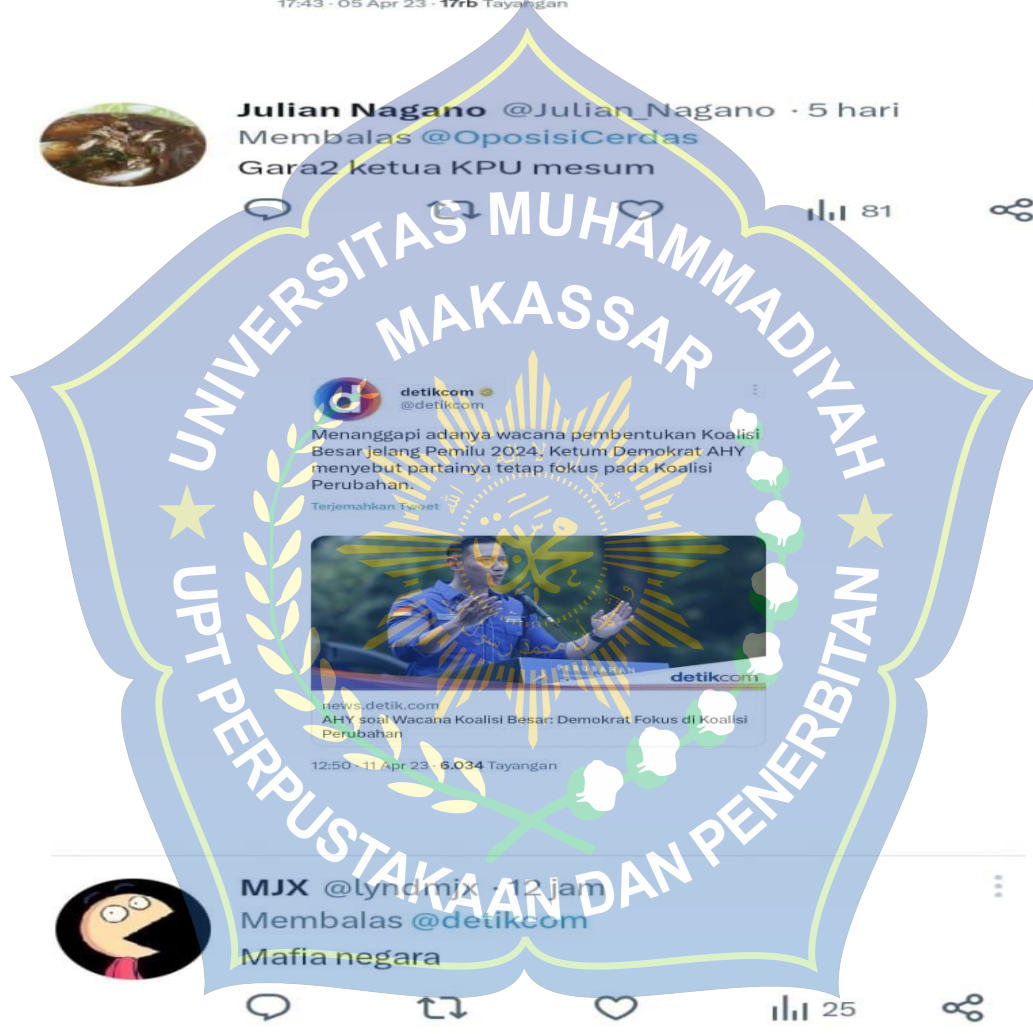 17:43 · 05 Apr 23 · 17rb Tayangan
Julian Nagano @Julian_Nagano · 5 hari
Membalas @OposisiCerdas
Gara2 ketua KPU mesum
81
UNIVERSITAS MUHAMMADIYAH
MAKASSAR
detikcom
@detikcom
Menanggapi adanya wacana pembentukan Koalisi
Besar jelang Pemilu 2024, Ketum Demokrat AHY
menyebut partainya tetap fokus pada Koalisi
Perubahan.
Terjemahkan Tweet
محمد
PERUBAHAN
detikcom
news.detik.com
AHY soal Wacana Koalisi Besar: Demokrat Fokus di Koalisi
Perubahan
12:50 · 11 Apr 23 · 6.034 Tayangan
UPT PERPUSTAKAAN DAN PENERBITAN
MJX @lyndmjx · 12 jam
Membalas @detikcom
Mafia negara
25